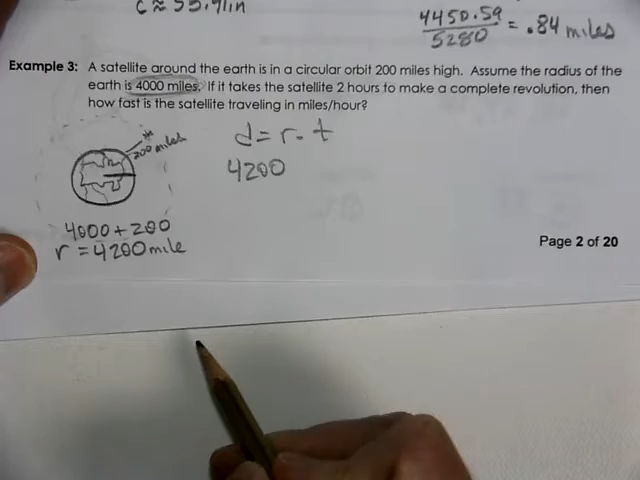 C ≈ 55.71in
4450.59
5280
= .84 miles
Example 3: A satellite around the earth is in a circular orbit 200 miles high. Assume the radius of the
earth is 4000 miles. If it takes the satellite 2 hours to make a complete revolution, then
how fast is the satellite traveling in miles/hour?
200 miles
d = r · t
4200
4000 + 200
r = 4200 mile
Page 2 of 20